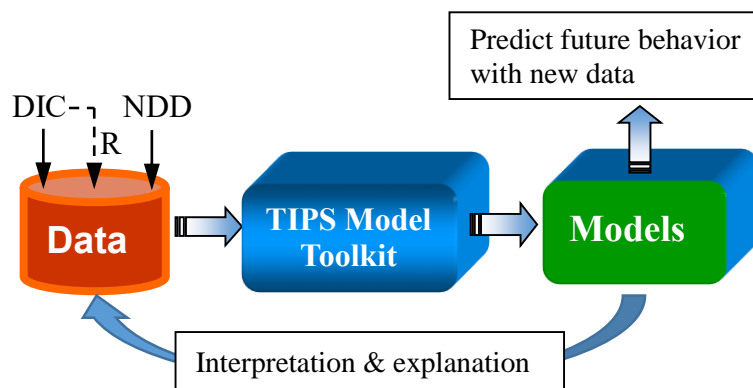 Predict future behavior
with new data
DIC NDD
R
Data
TIPS Model
Toolkit
Models
Interpretation & explanation